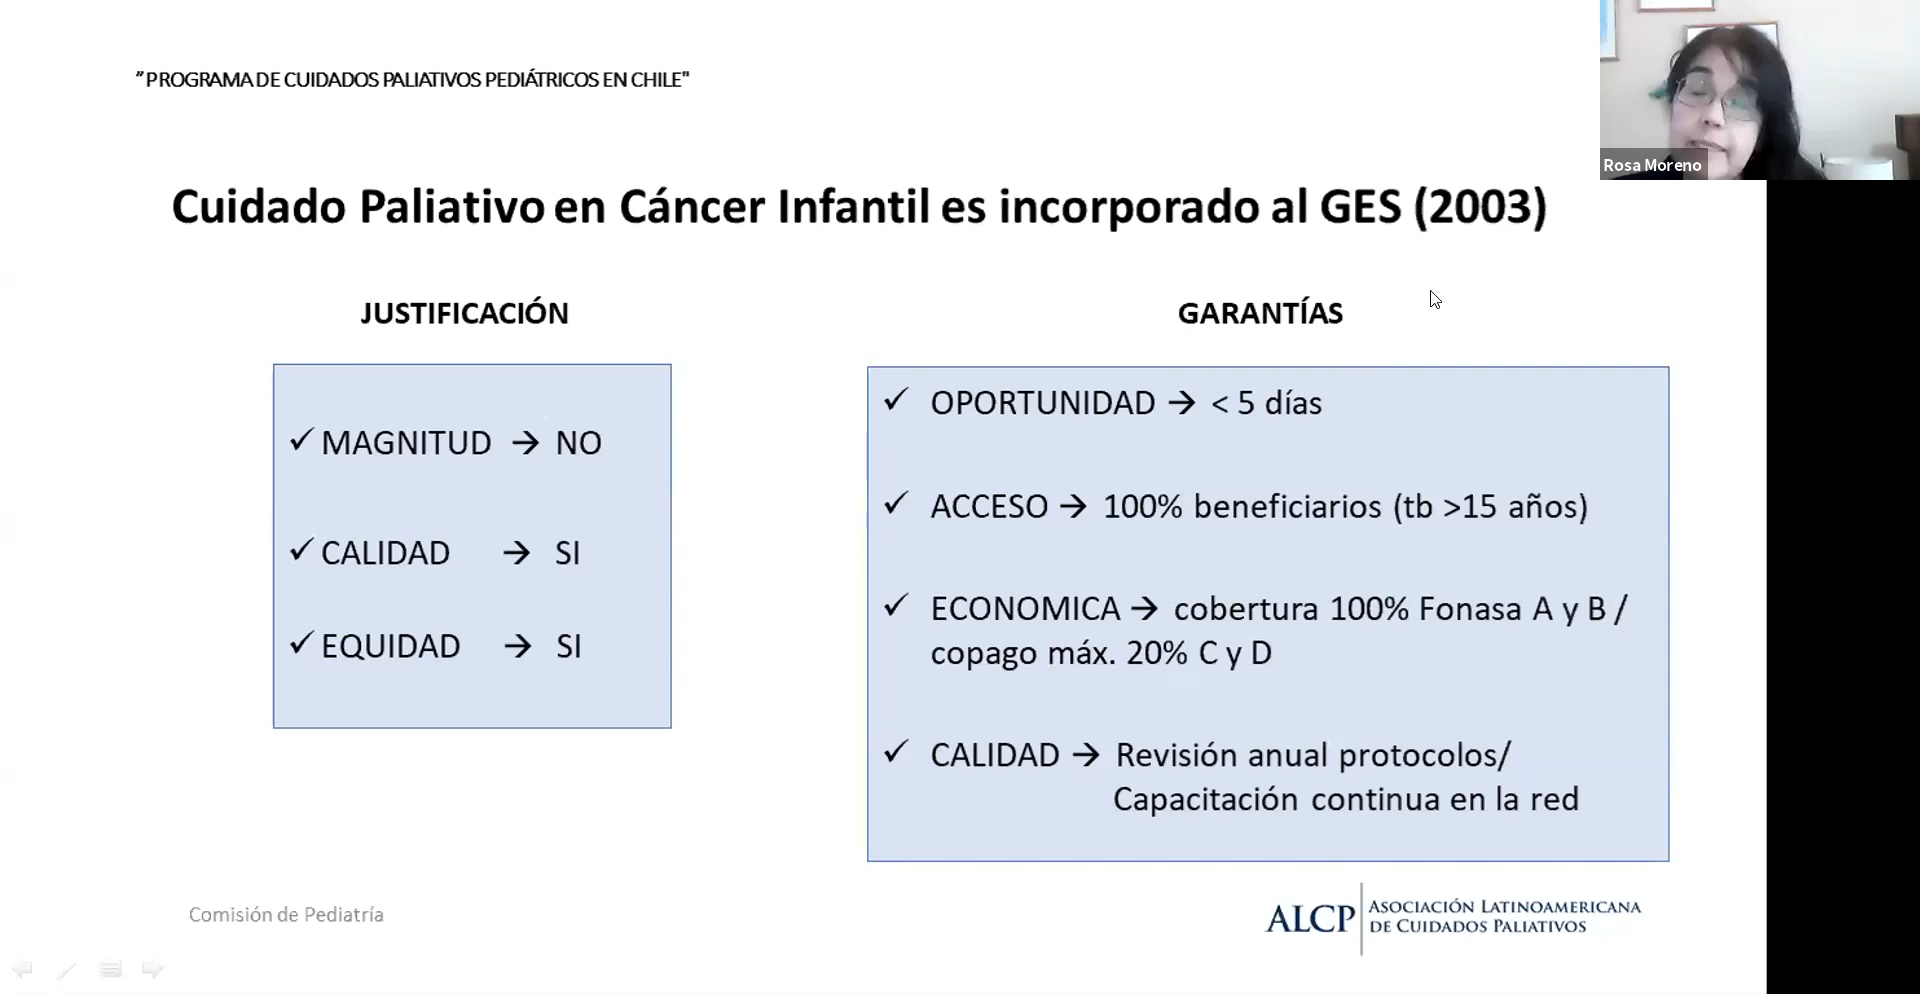 ”PROGRAMA DE CUIDADOS PALIATIVOS PEDIÁTRICOS EN CHILE"
Rosa Moreno
Cuidado Paliativo en Cáncer Infantil es incorporado al GES (2003)
JUSTIFICACIÓN
✓ MAGNITUD → NO
✓ CALIDAD → SI
✓ EQUIDAD → SI
GARANTÍAS
✓ OPORTUNIDAD → < 5 días
✓ ACCESO → 100% beneficiarios (tb >15 años)
✓ ECONOMICA → cobertura 100% Fonasa A y B /
copago máx. 20% C y D
✓ CALIDAD → Revisión anual protocolos/
Capacitación continua en la red
Comisión de Pediatría
ALCP
ASOCIACIÓN LATINOAMERICANA
DE CUIDADOS PALIATIVOS